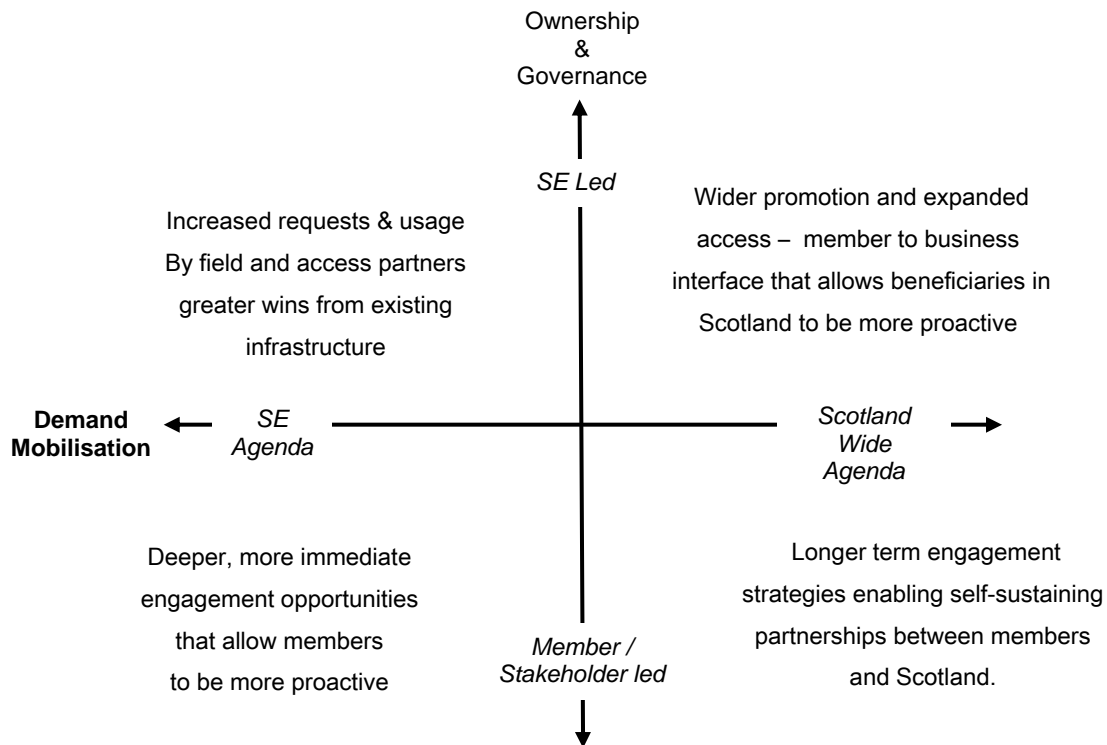 Ownership
&
Governance
SE Led
Increased requests & usage
By field and access partners
greater wins from existing
infrastructure
Wider promotion and expanded
access – member to business
interface that allows beneficiaries in
Scotland to be more proactive
Demand
Mobilisation
SE
Agenda
Scotland
Wide
Agenda
Deeper, more immediate
engagement opportunities
that allow members
to be more proactive
Member /
Stakeholder led
Longer term engagement
strategies enabling self-sustaining
partnerships between members
and Scotland.